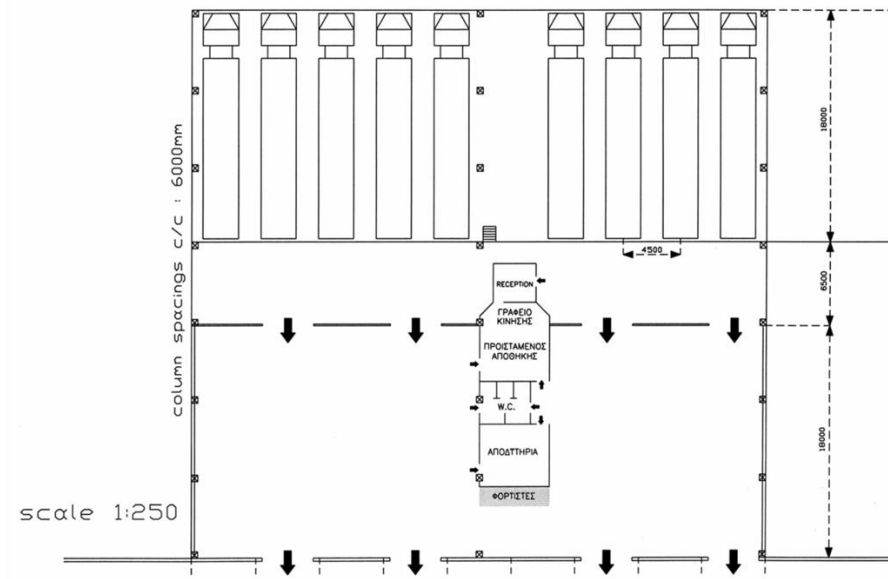 18000
column spacings c/c : 6000mm
4500
6500
RECEPTION
ΓΡΑΦΕΙΟ
ΚΙΝΗΣΗΣ
ΠΡΟΙΣΤΑΜΕΝΟΣ
ΑΠΟΘΗΚΗΣ
W.C.
18000
ΑΠΟΔΥΤΗΡΙΑ
ΦΟΡΤΙΣΤΕΣ
scale 1:250